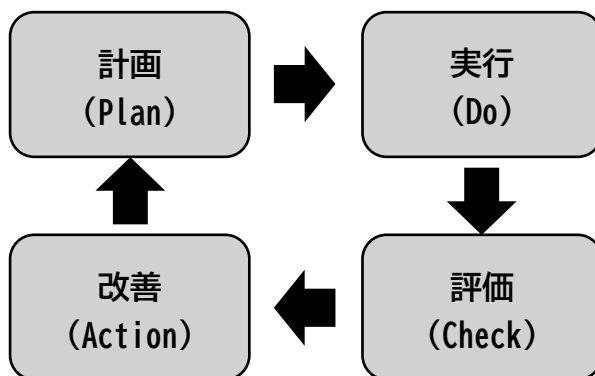 計画
(Plan)
実行
(Do)
改善
(Action)
評価
(Check)